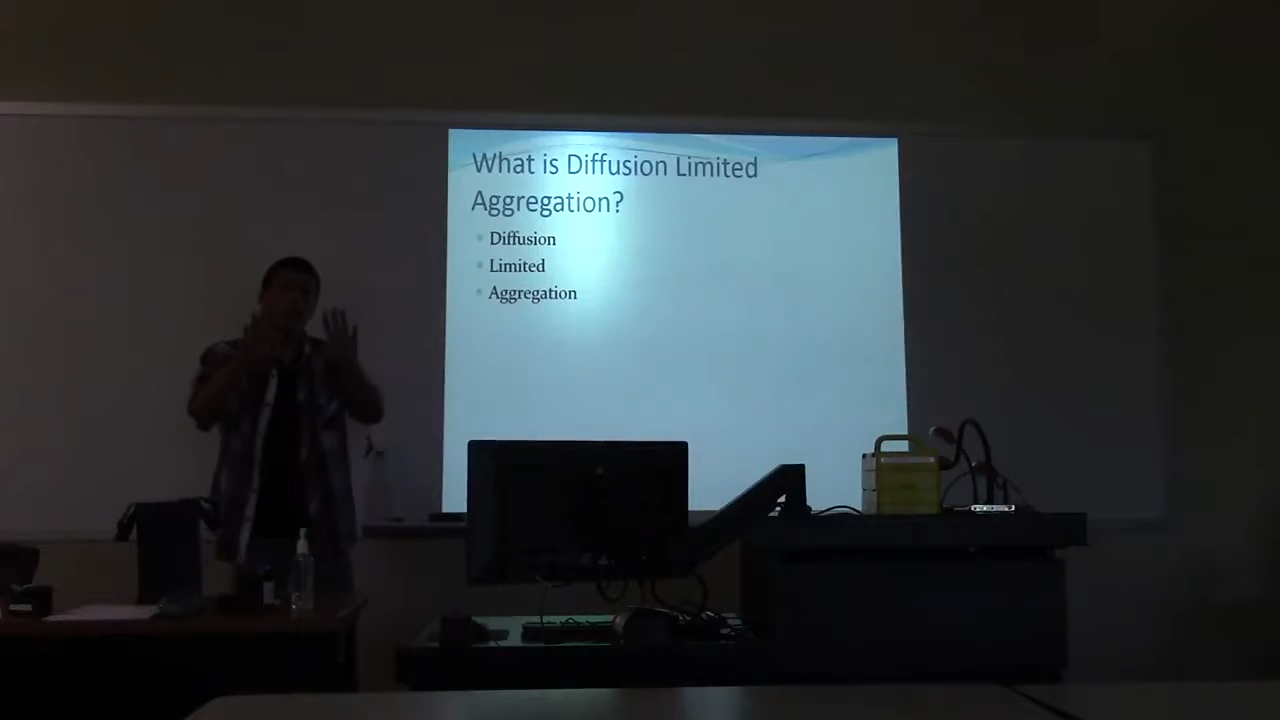 What is Diffusion Limited
Aggregation?
Diffusion
Limited
Aggregation